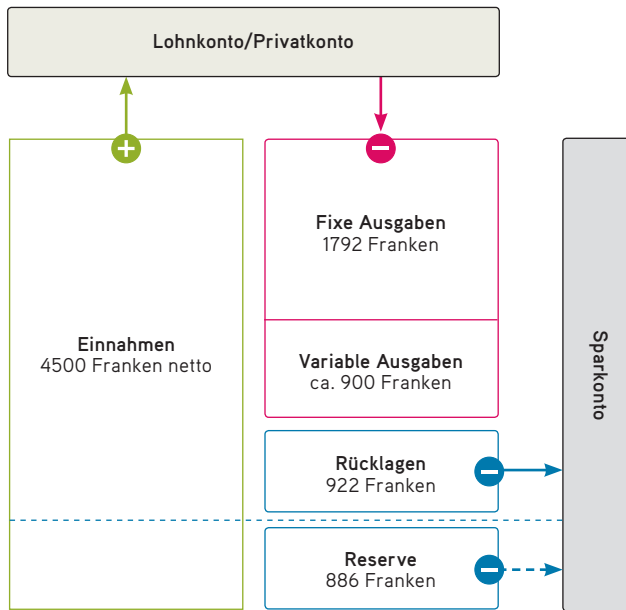 Lohnkonto/Privatkonto
Fixe Ausgaben
1792 Franken
Einnahmen
4500 Franken netto
Variable Ausgaben
ca. 900 Franken
Rücklagen
922 Franken
Reserve
886 Franken
Sparkonto